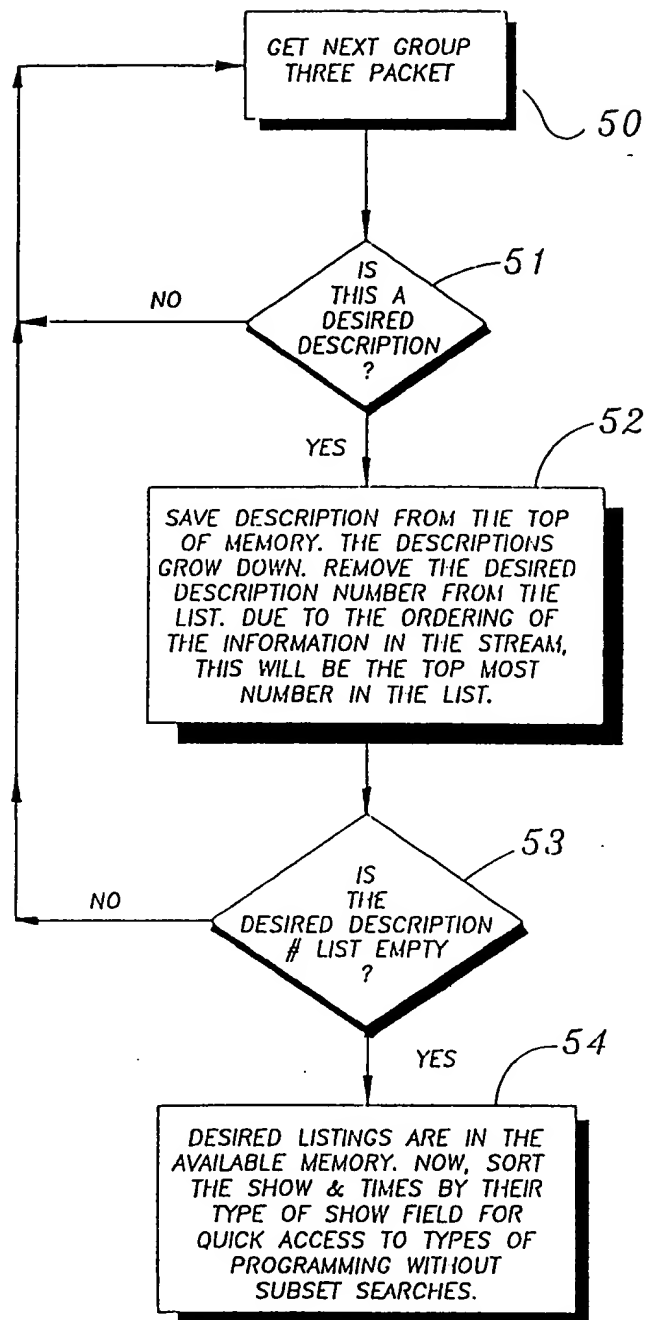 GET NEXT GROUP
THREE PACKET
50
IS
THIS A
DESIRED
DESCRIPTION
?
51
NO
YES
52
SAVE DESCRIPTION FROM THE TOP
OF MEMORY. THE DESCRIPTIONS
GROW DOWN. REMOVE THE DESIRED
DESCRIPTION NUMBER FROM THE
LIST. DUE TO THE ORDERING OF
THE INFORMATION IN THE STREAM,
THIS WILL BE THE TOP MOST
NUMBER IN THE LIST.
53
IS
THE
DESIRED DESCRIPTION
# LIST EMPTY
?
NO
YES
54
DESIRED LISTINGS ARE IN THE
AVAILABLE MEMORY. NOW, SORT
THE SHOW & TIMES BY THEIR
TYPE OF SHOW FIELD FOR
QUICK ACCESS TO TYPES OF
PROGRAMMING WITHOUT
SUBSET SEARCHES.